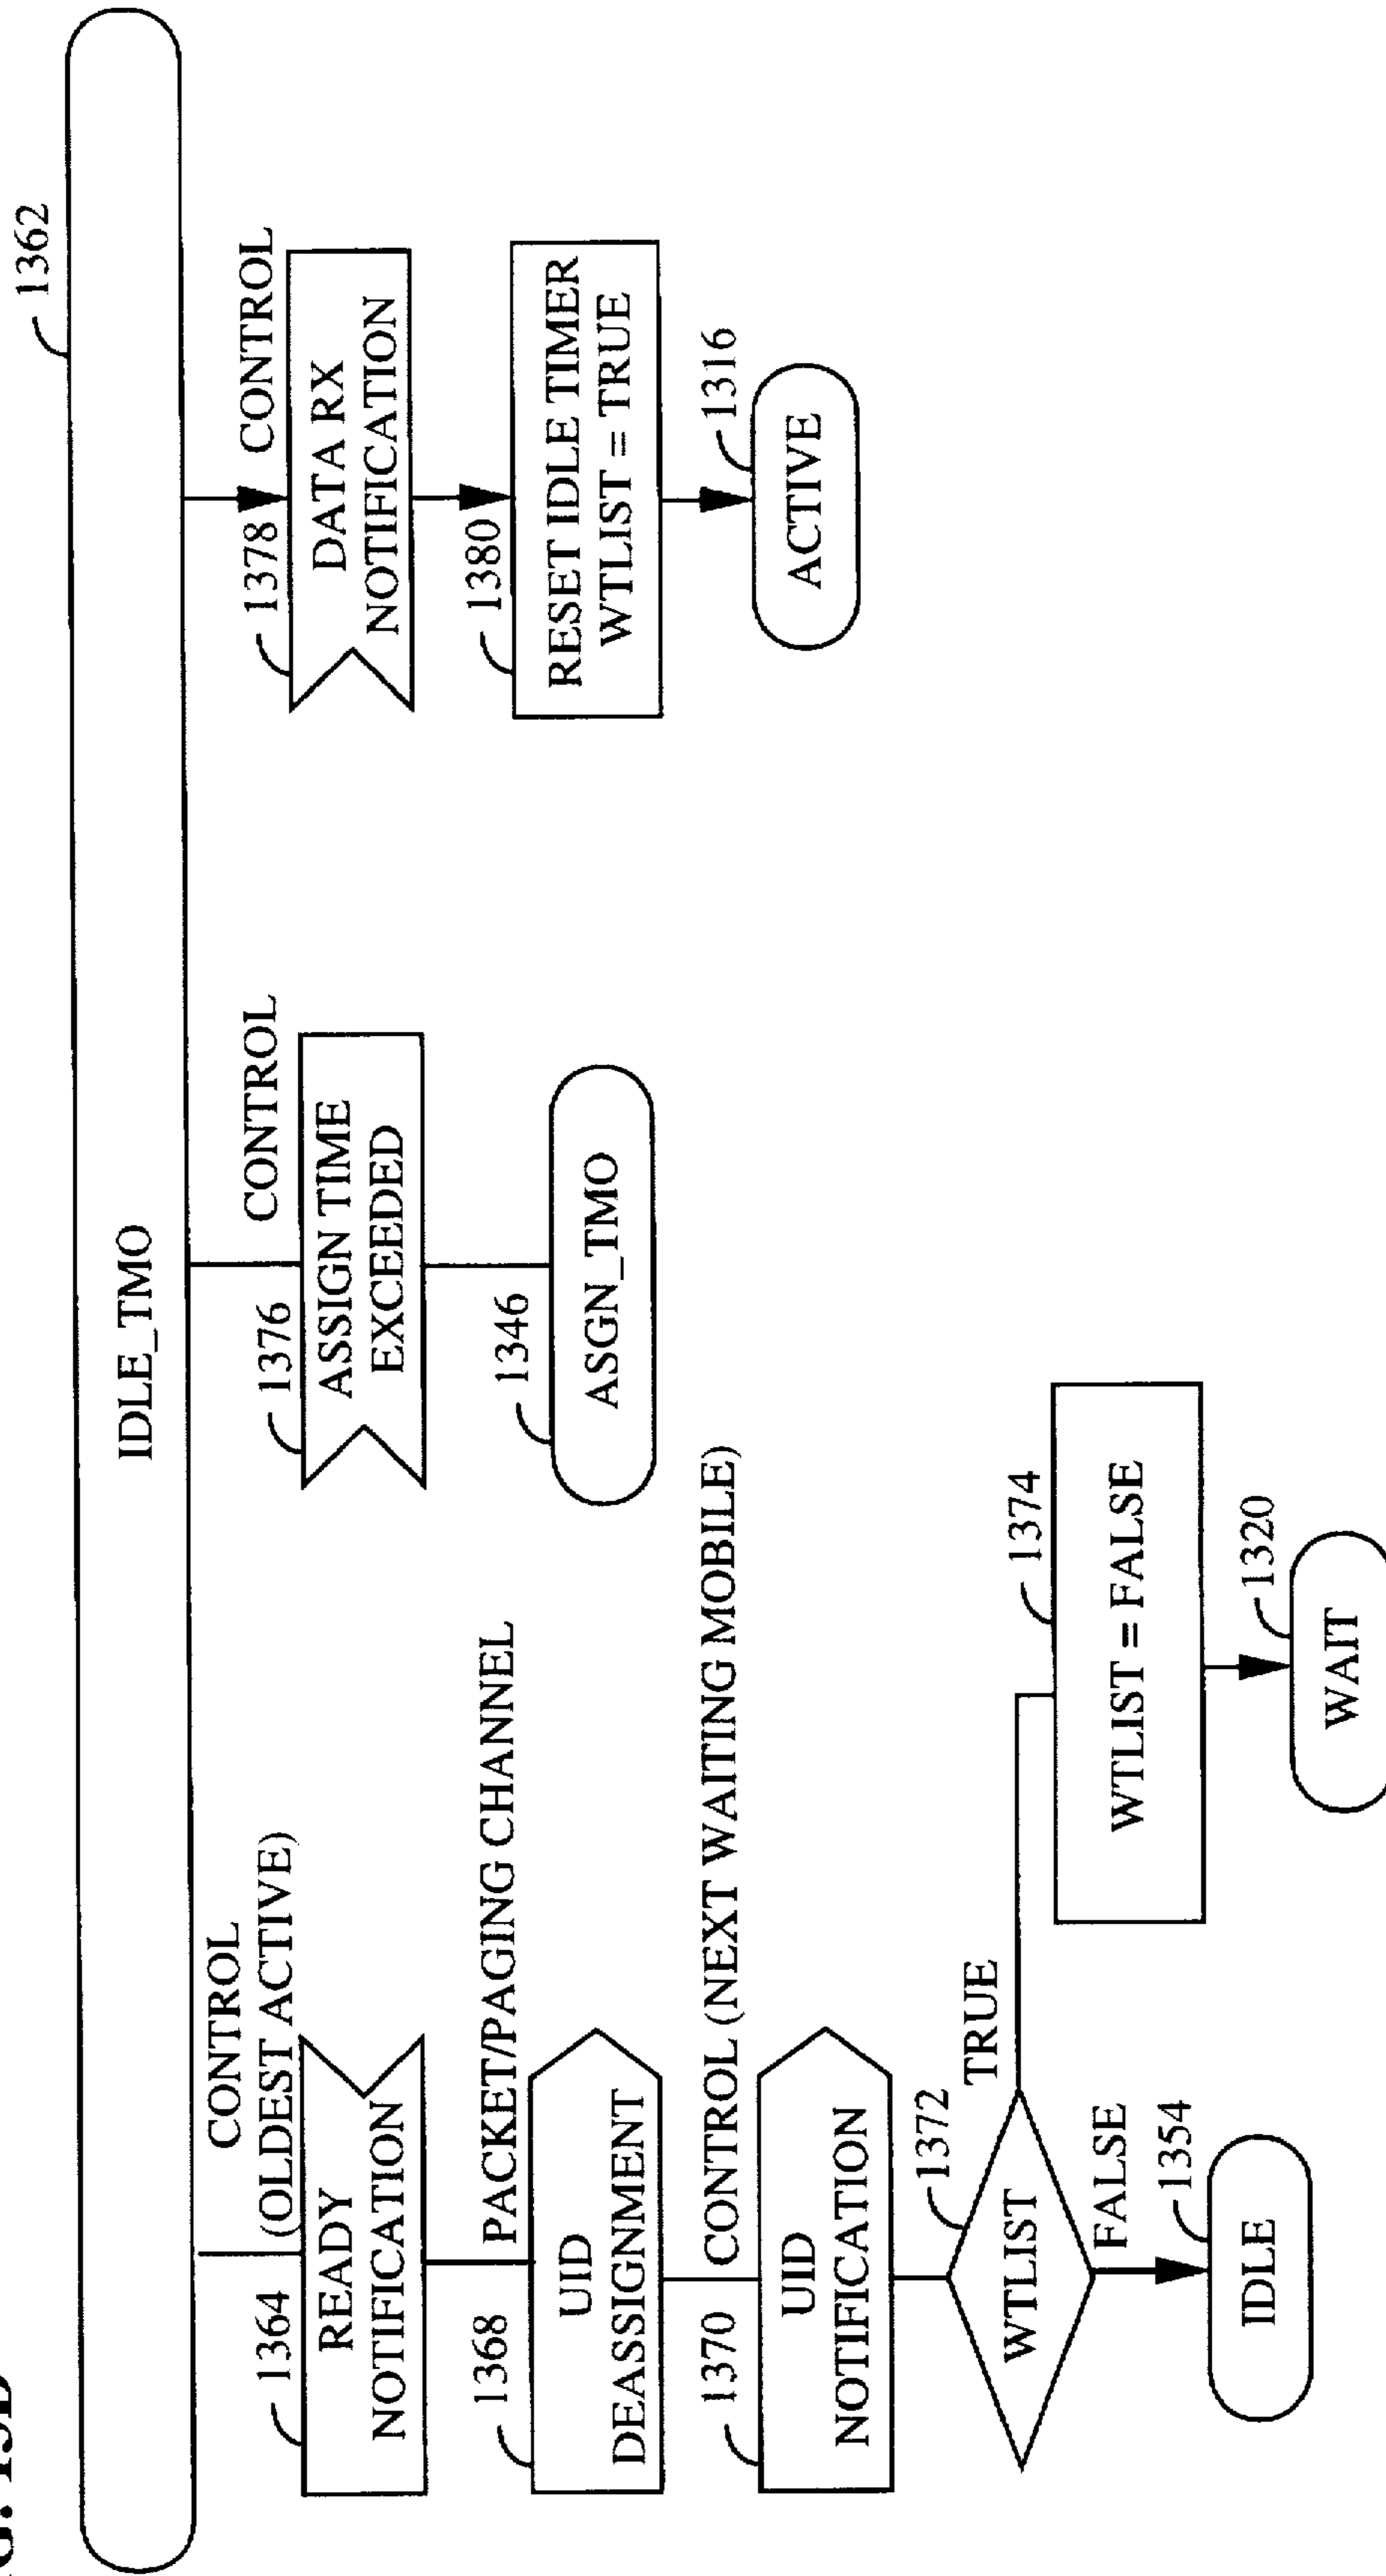 1362
IDLE_TMO
CONTROL
(OLDEST ACTIVE)
1364
READY
NOTIFICATION
PACKET/PAGING CHANNEL
1368
UID
DEASSIGNMENT
CONTROL (NEXT WAITING MOBILE)
1370
UID
NOTIFICATION
1372
WTLIST
TRUE
FALSE
1354
IDLE
1374
WTLIST = FALSE
1320
WAIT
CONTROL
1376
ASSIGN TIME
EXCEEDED
1346
ASGN_TMO
CONTROL
1378
DATA RX
NOTIFICATION
1380
RESET IDLE TIMER
WTLIST = TRUE
1316
ACTIVE